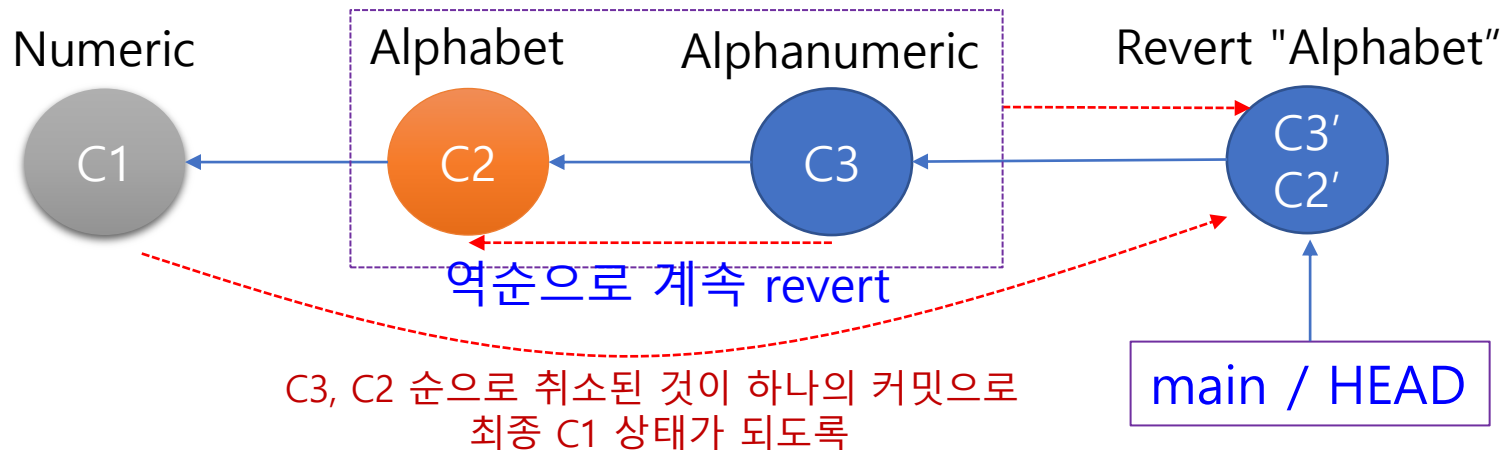 Numeric
Alphabet
Alphanumeric
Revert "Alphabet”
C1
C2
C3
C3’
C2’
역순으로 계속 revert
C3, C2 순으로 취소된 것이 하나의 커밋으로
최종 C1 상태가 되도록
main / HEAD